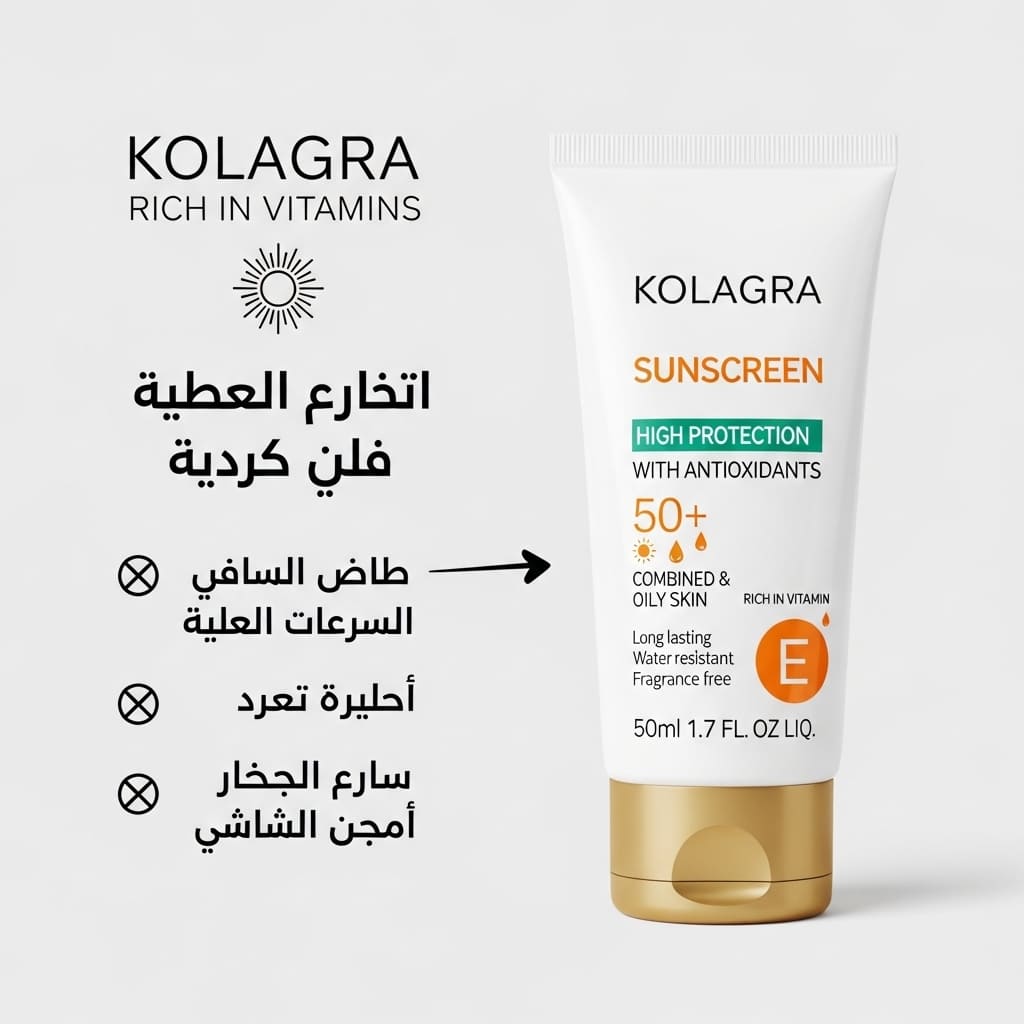 KOLAGRA
RICH IN VITAMINS
اتخارع العطية
فلن كردية
طاض السافي
السرعات العلية
أحليرة تعرد
سارع الجخار
أمجن الشاشي
KOLAGRA
SUNSCREEN
HIGH PROTECTION
WITH ANTIOXIDANTS
50+
COMBINED &
OILY SKIN
RICH IN VITAMIN
E
Long lasting
Water resistant
Fragrance free
50ml 1.7 FL. OZ LIQ.